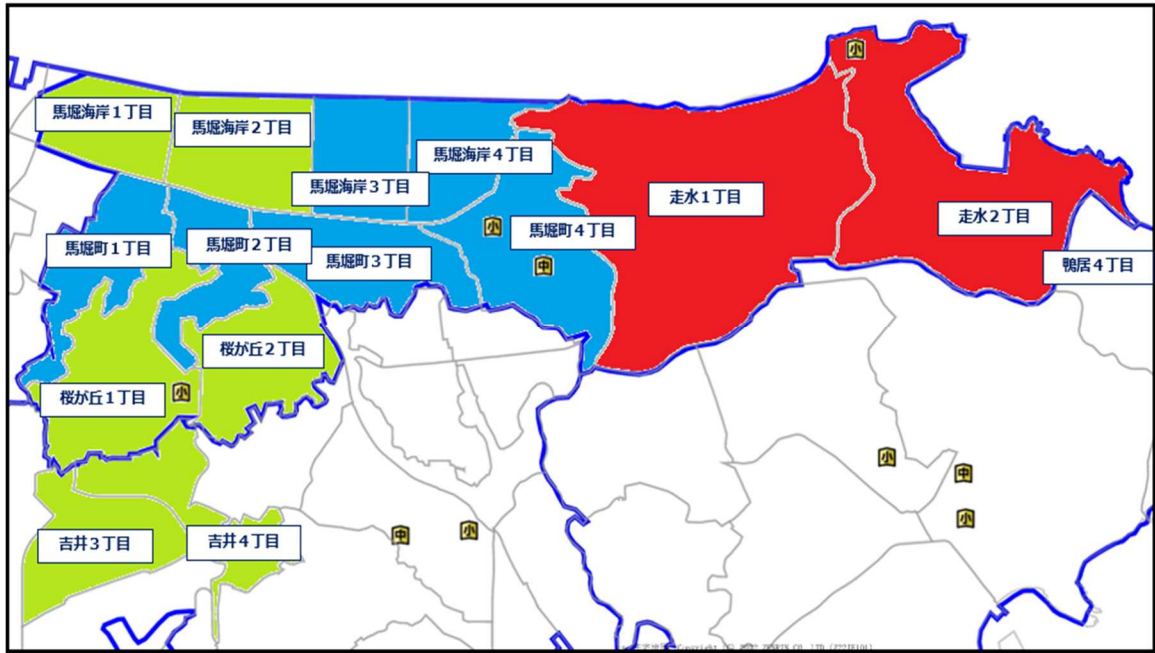 小
馬堀海岸1丁目
馬堀海岸2丁目
馬堀海岸4丁目
馬堀海岸3丁目
走水1丁目
走水2丁目
小
馬堀町4丁目
馬堀町1丁目
馬堀町2丁目
馬堀町3丁目
中
鴨居4丁目
桜が丘2丁目
桜が丘1丁目
小
小
中
小
中
小
吉井3丁目
吉井4丁目